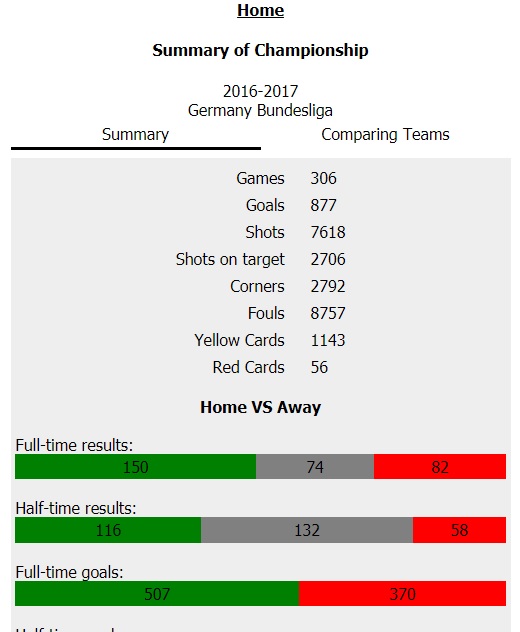 Home
Summary of Championship
2016-2017
Germany Bundesliga
Summary Comparing Teams
Games 306
Goals 877
Shots 7618
Shots on target 2706
Corners 2792
Fouls 8757
Yellow Cards 1143
Red Cards 56
Home VS Away
Full-time results:
150 74 82
Half-time results:
116 132 58
Full-time goals:
507 370